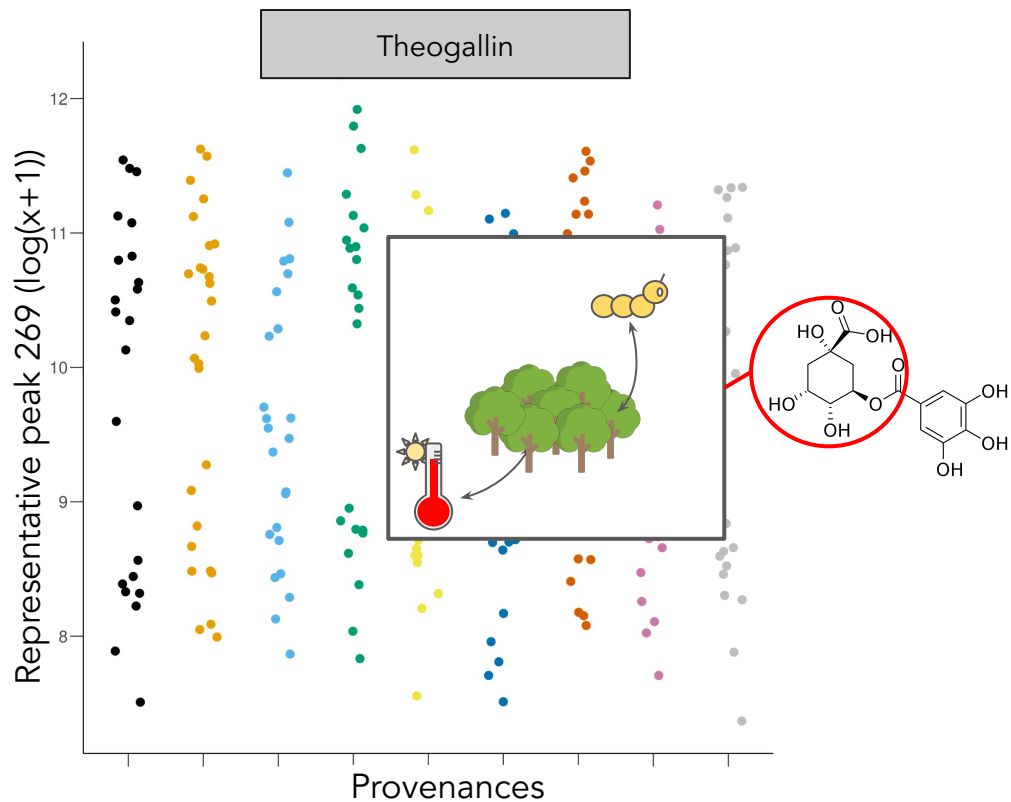 Theogallin
Representative peak 269 (log(x+1))
12
11
10
9
8
Provenances
O
HO
OH
O
HO
O
OH
OH
OH
OH